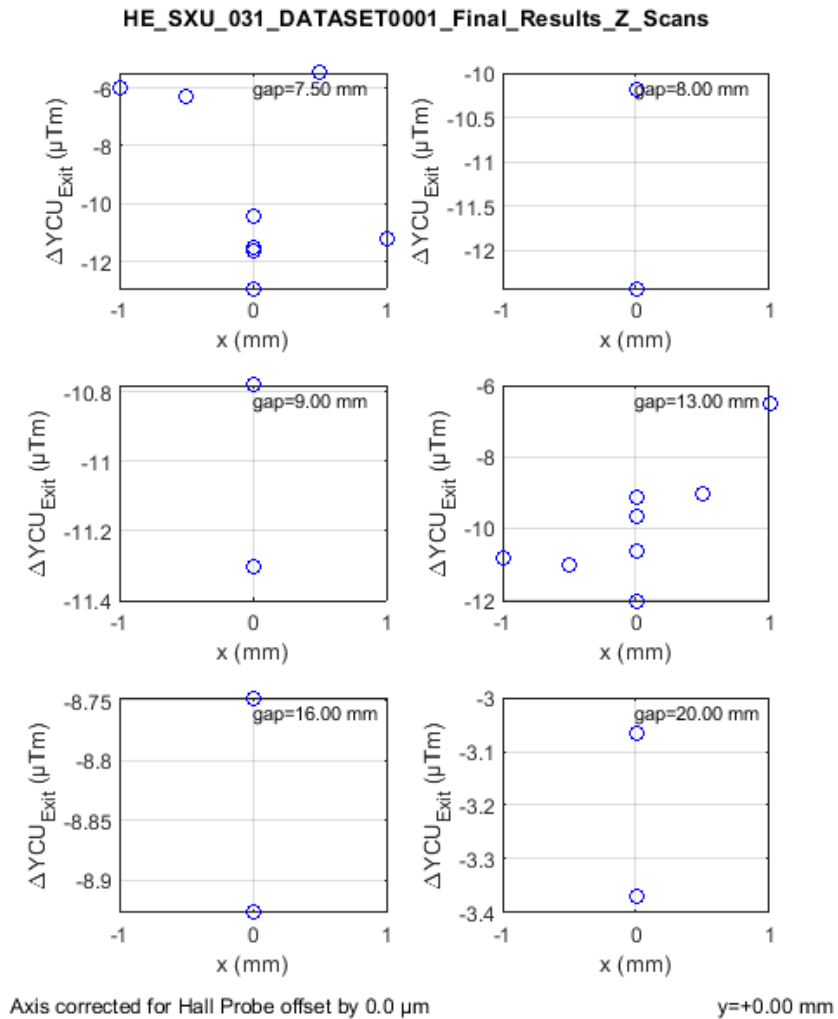 HE_SXU_031_DATASET0001_Final_Results_Z_Scans
gap=7.50 mm
-6
-8
-10
-12
ΔYCU_Exit (µTm)
-1 0 1
x (mm)
gap=8.00 mm
-10
-10.5
-11
-11.5
-12
ΔYCU_Exit (µTm)
-1 0 1
x (mm)
gap=9.00 mm
-10.8
-11
-11.2
-11.4
ΔYCU_Exit (µTm)
-1 0 1
x (mm)
gap=13.00 mm
-6
-8
-10
-12
ΔYCU_Exit (µTm)
-1 0 1
x (mm)
gap=16.00 mm
-8.75
-8.8
-8.85
-8.9
ΔYCU_Exit (µTm)
-1 0 1
x (mm)
gap=20.00 mm
-3
-3.1
-3.2
-3.3
-3.4
ΔYCU_Exit (µTm)
-1 0 1
x (mm)
Axis corrected for Hall Probe offset by 0.0 µm
y=+0.00 mm